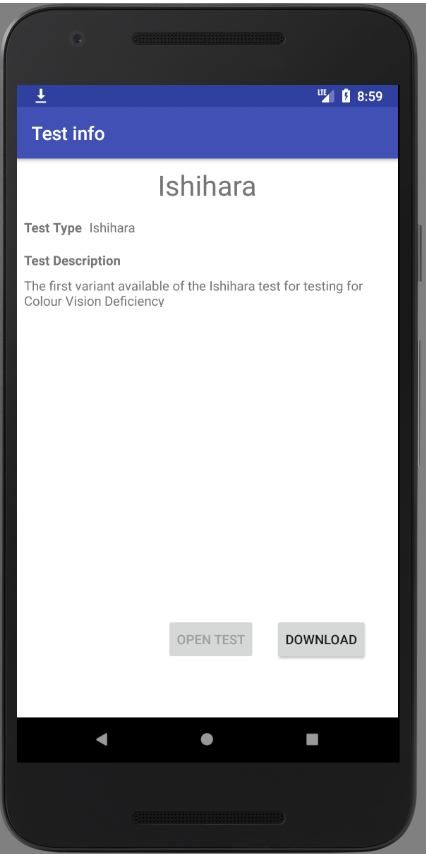 LTE 8:59
Test info
Ishihara
Test Type Ishihara
Test Description
The first variant available of the Ishihara test for testing for
Colour Vision Deficiency
OPEN TEST DOWNLOAD